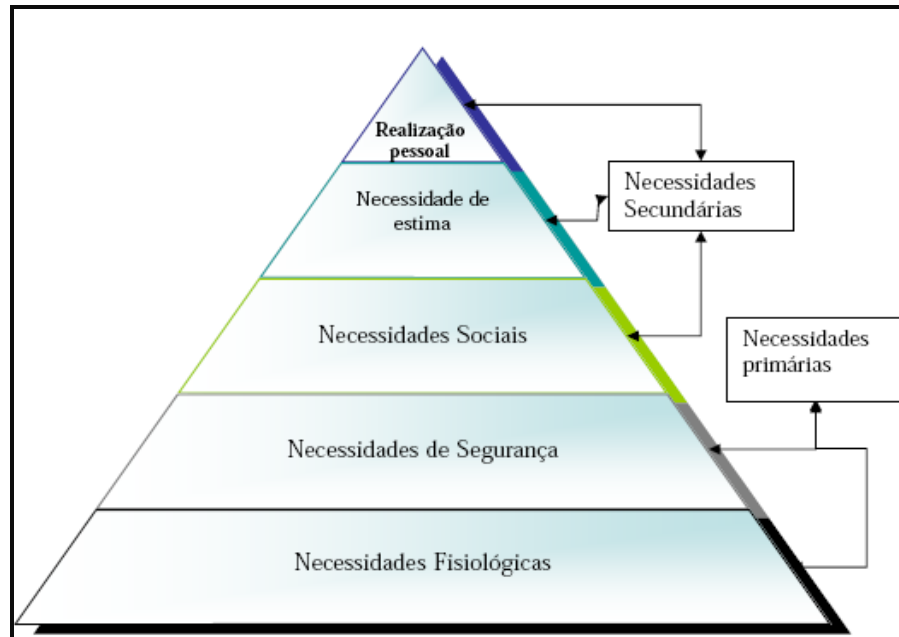 Realização
pessoal
Necessidade de
estima
Necessidades Sociais
Necessidades de Segurança
Necessidades Fisiológicas
Necessidades
Secundárias
Necessidades
primárias